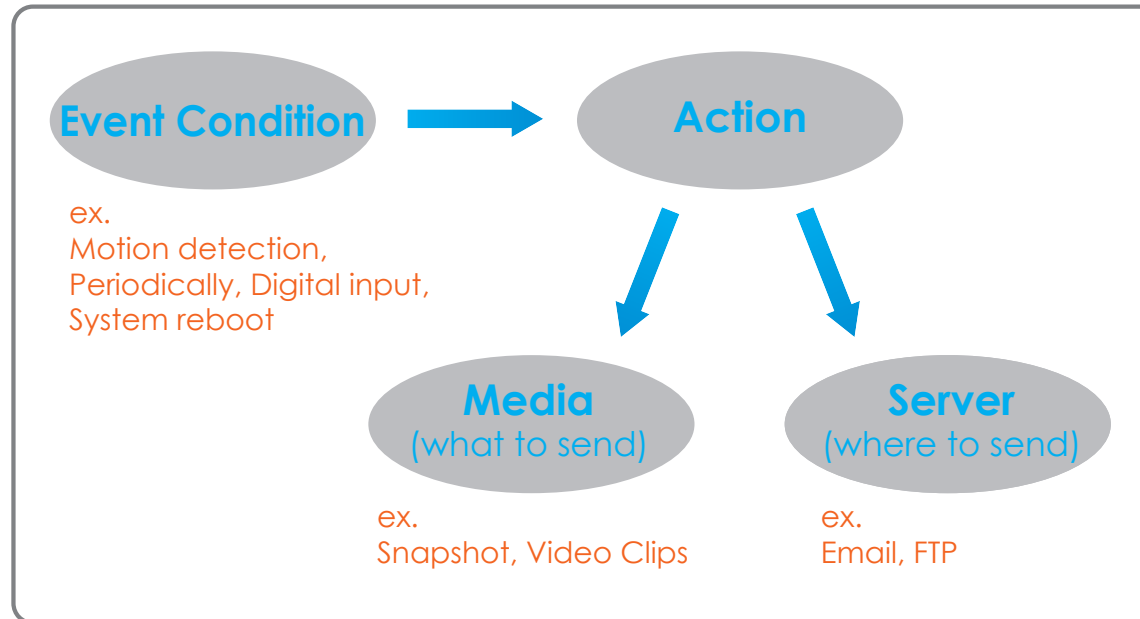 Event Condition
Action
ex.
Motion detection,
Periodically, Digital input,
System reboot
Media
(what to send)
Server
(where to send)
ex.
Snapshot, Video Clips
ex.
Email, FTP